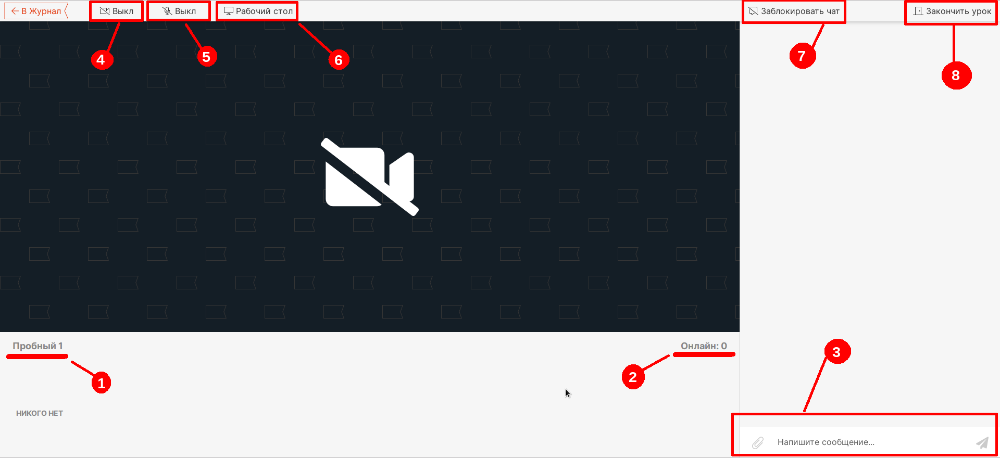 В Журнал
Выкл
Выкл
Рабочий стол
Заблокировать чат
Закончить урок
4
5
6
7
8
Пробный 1
Онлайн: 0
1
2
3
НИКОГО НЕТ
Напишите сообщение...